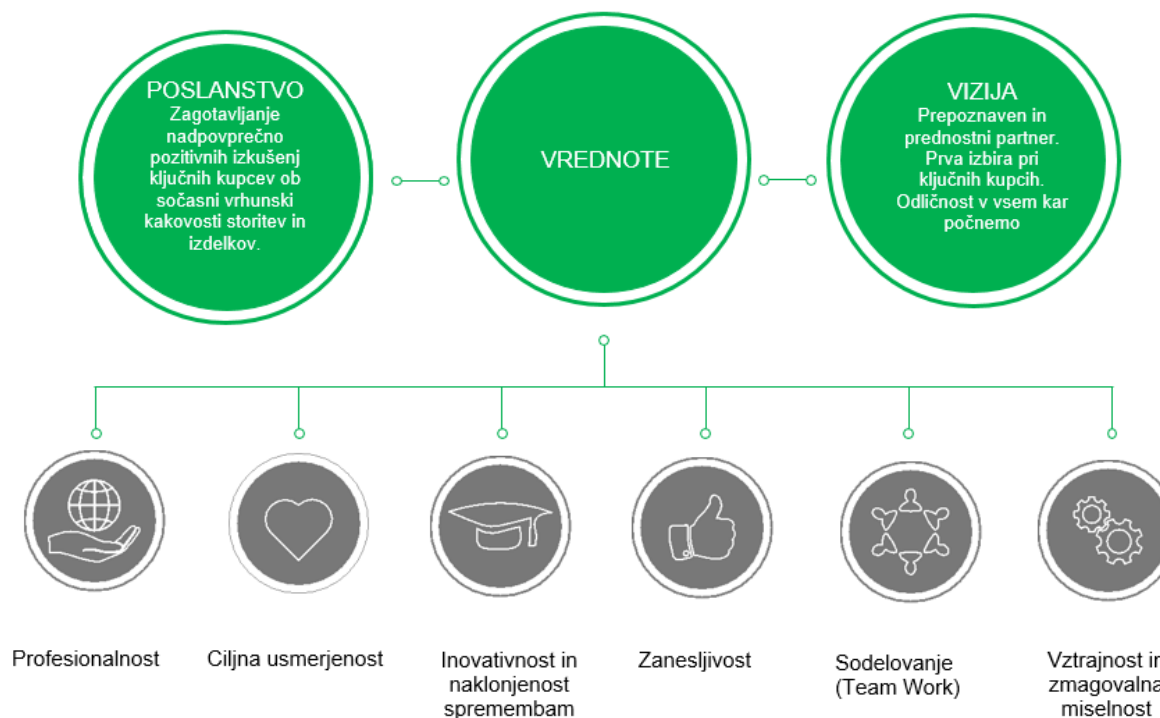 POSLANSTVO
Zagotavljanje
nadpovprečno
pozitivnih izkušenj
ključnih kupcev ob
sočasni vrhunski
kakovosti storitev in
izdelkov.
VREDNOTE
VIZIJA
Prepoznaven in
prednostni partner.
Prva izbira pri
ključnih kupcih.
Odličnost v vsem kar
počnemo
Profesionalnost
Ciljna usmerjenost
Inovativnost in
naklonjenost
spremembam
Zanesljivost
Sodelovanje
(Team Work)
Vztrajnost in
zmagovalna
miselnost